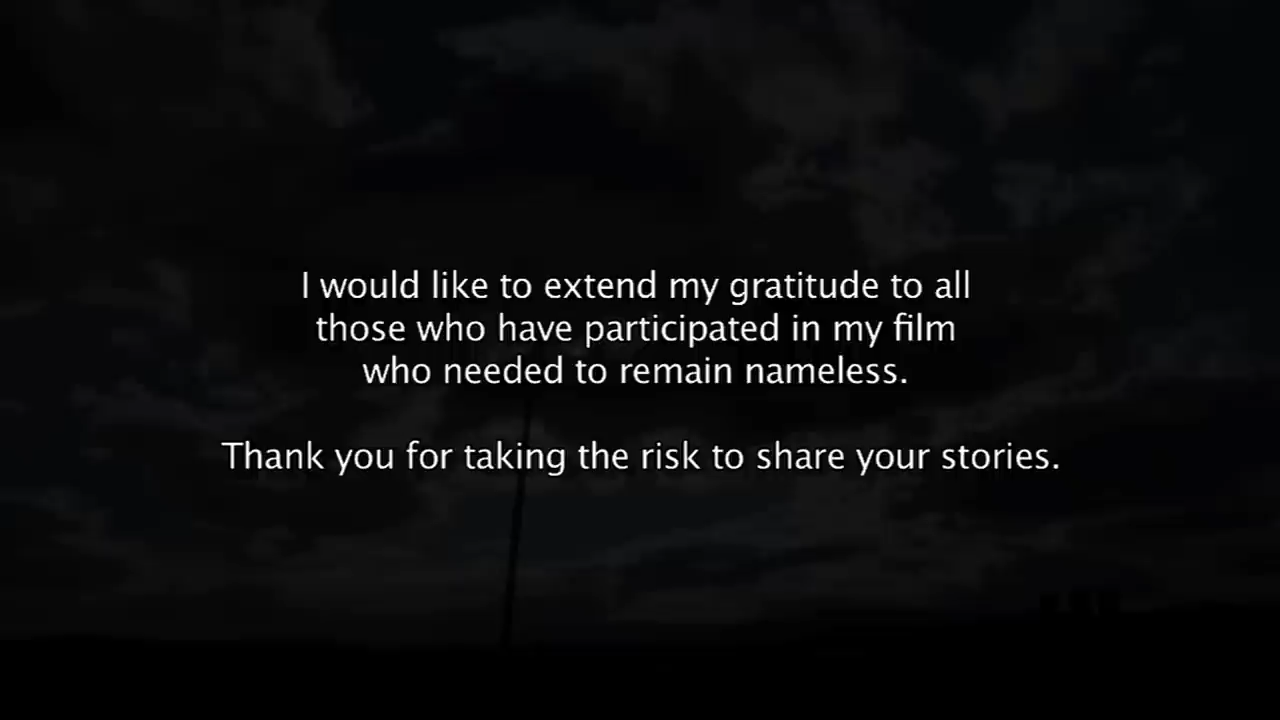 I would like to extend my gratitude to all
those who have participated in my film
who needed to remain nameless.
Thank you for taking the risk to share your stories.